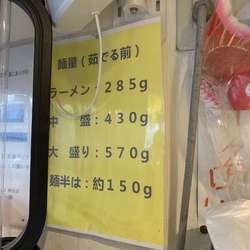 麺量(茹でる前)
ラーメン:285g
中 盛:430g
大 盛り:570g
麺半は:約150g